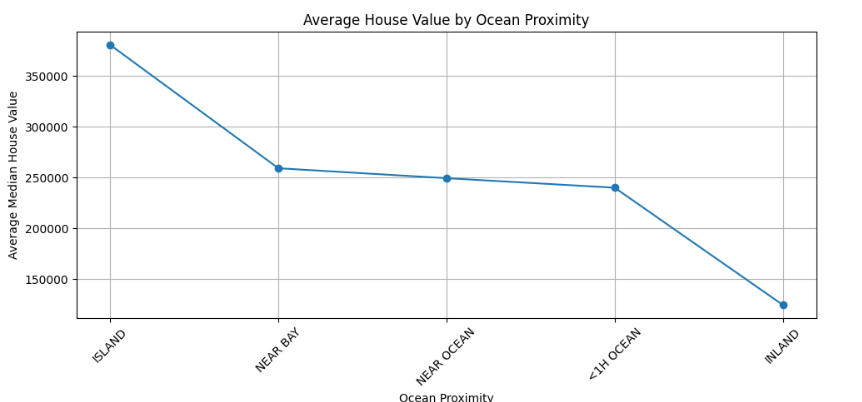 Average House Value by Ocean Proximity
Average Median House Value
350000
300000
250000
200000
150000
ISLAND
NEAR BAY
NEAR OCEAN
<1H OCEAN
INLAND
Ocean Proximity